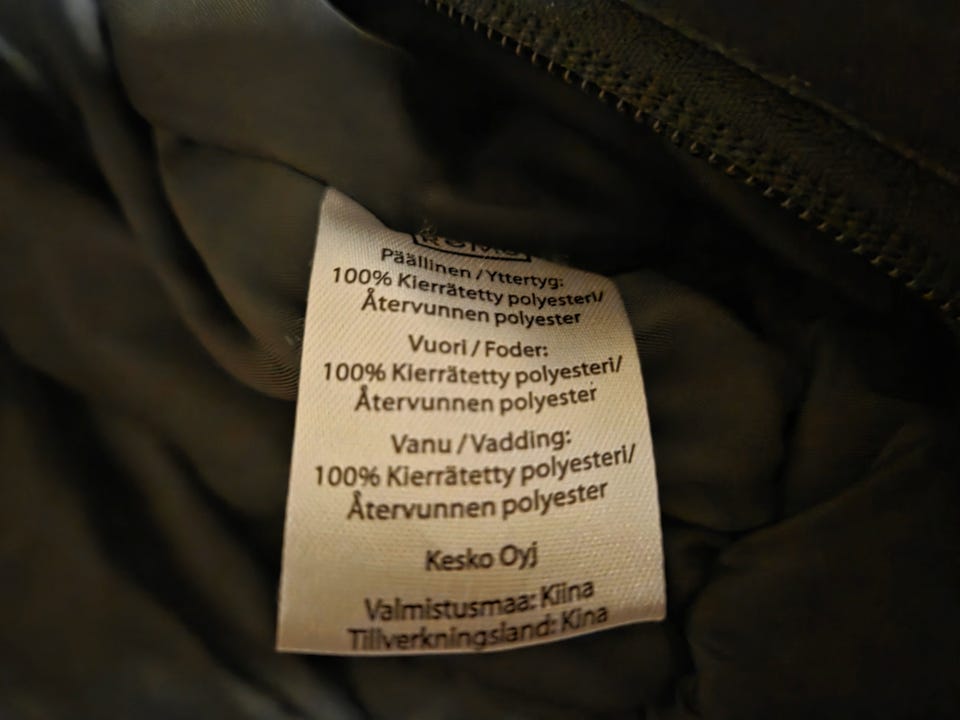 Päällinen / Yttertyg:
100% Kierrätetty polyesteri/
Återvunnen polyester
Vuori / Foder:
100% Kierrätetty polyesteri/
Återvunnen polyester
Vanu / Vadding:
100% Kierrätetty polyesteri/
Återvunnen polyester
Kesko Oyj
Valmistusmaa: Kiina
Tillverkningsland: Kina